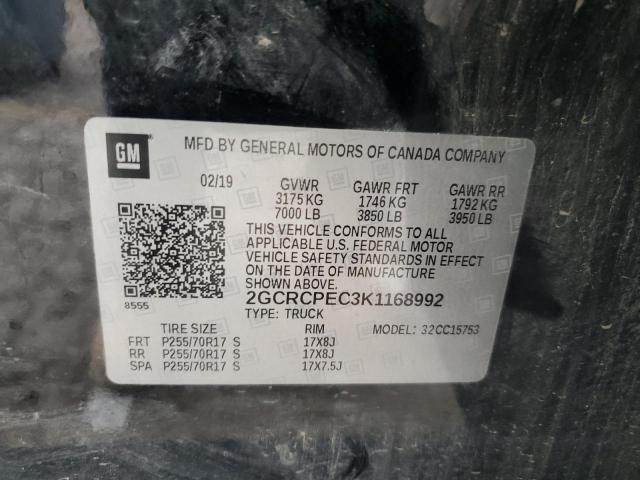 GM
MFD BY GENERAL MOTORS OF CANADA COMPANY
02/19 GVWR GAWR FRT GAWR RR
3175 KG 1746 KG 1792 KG
7000 LB 3850 LB 3950 LB
THIS VEHICLE CONFORMS TO ALL
APPLICABLE U.S. FEDERAL MOTOR
VEHICLE SAFETY STANDARDS IN EFFECT
ON THE DATE OF MANUFACTURE
SHOWN ABOVE.
8555 2GCRCPEC3K1168992
TYPE: TRUCK
TIRE SIZE RIM MODEL: 32CC15753
FRT P255/70R17 S 17X8J
RR P255/70R17 S 17X8J
SPA P255/70R17 S 17X7.5J